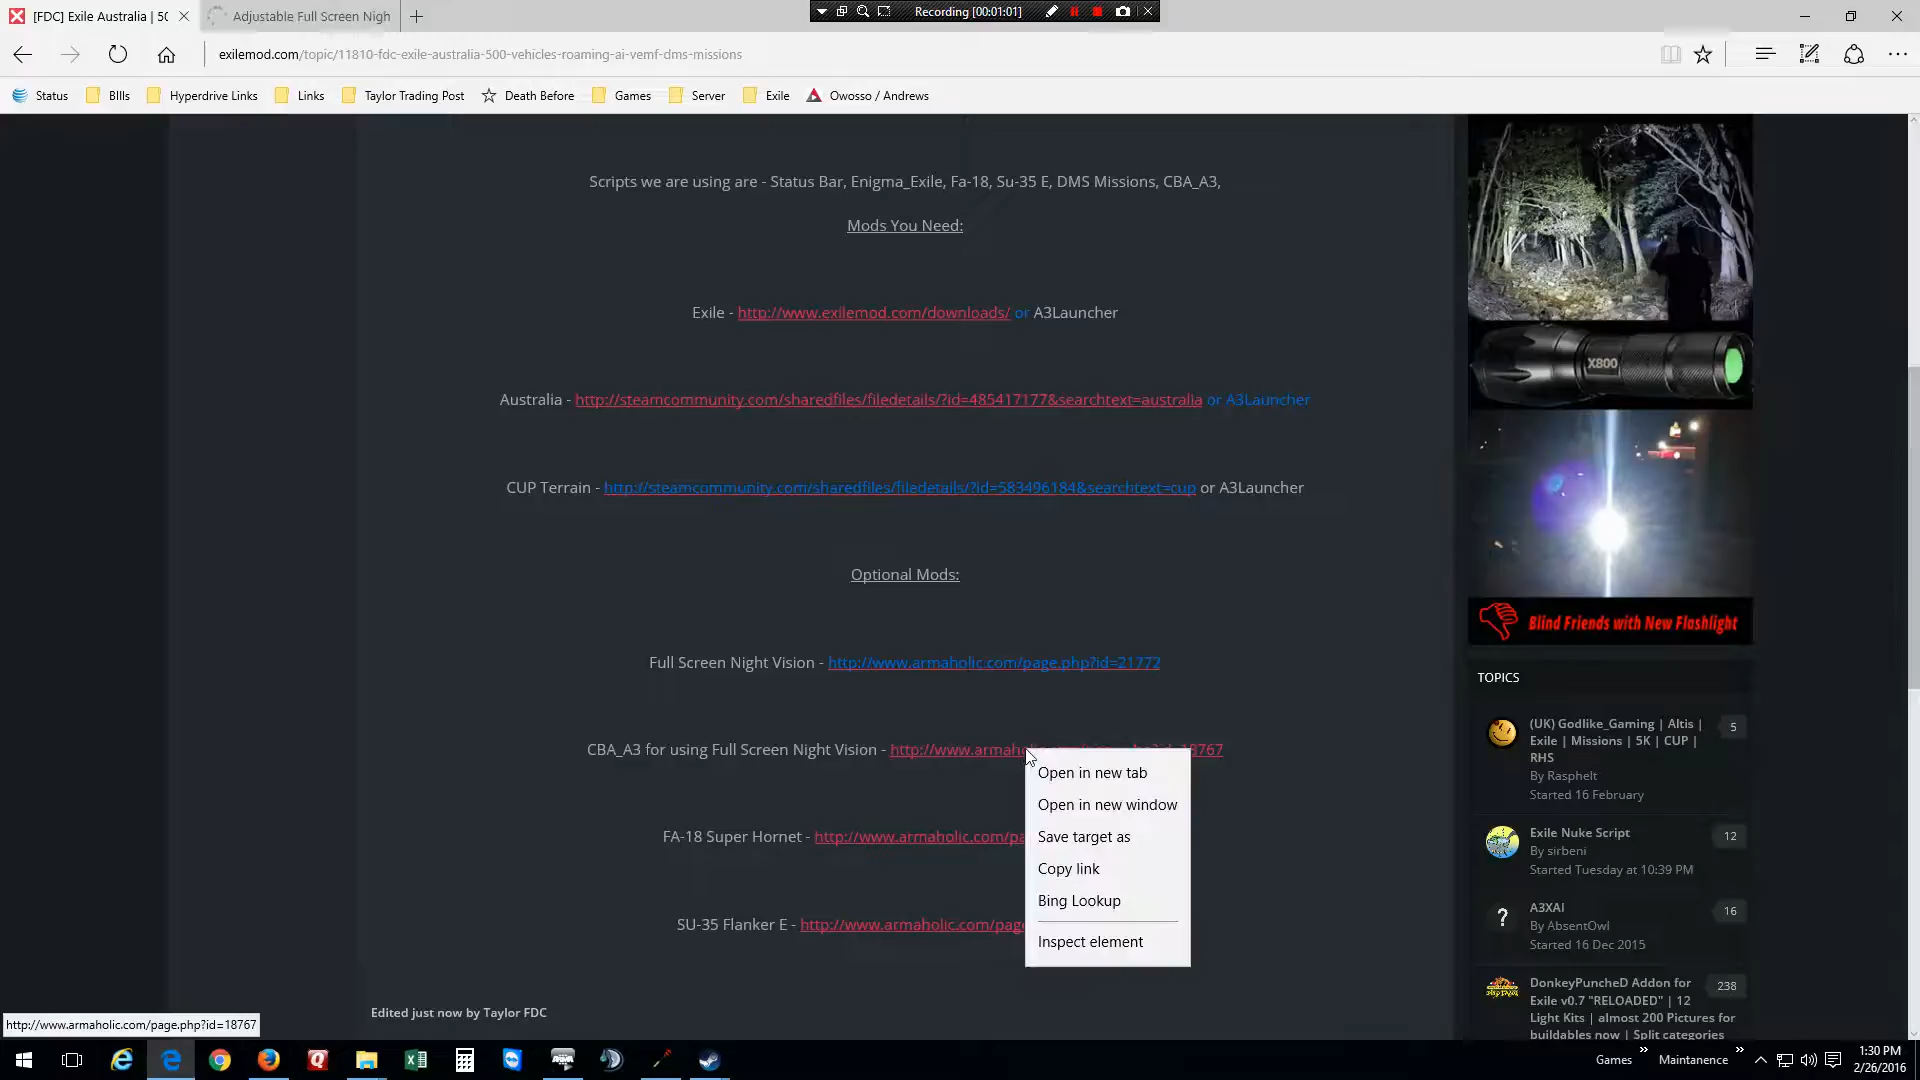 [FDC] Exile Australia | 50
Adjustable Full Screen Nigh
Recording [00:01:01]
exilemod.com/topic/11810-fdc-exile-australia-500-vehicles-roaming-ai-vemf-dms-missions
Status
BIlls
Hyperdrive Links
Links
Taylor Trading Post
Death Before
Games
Server
Exile
Owosso / Andrews
Scripts we are using are - Status Bar, Enigma_Exile, Fa-18, Su-35 E, DMS Missions, CBA_A3,
Mods You Need:
Exile - http://www.exilemod.com/downloads/ or A3Launcher
Australia - http://steamcommunity.com/sharedfiles/filedetails/?id=485417177&searchtext=australia or A3Launcher
CUP Terrain - http://steamcommunity.com/sharedfiles/filedetails/?id=583496184&searchtext=cup or A3Launcher
Optional Mods:
Full Screen Night Vision - http://www.armaholic.com/page.php?id=21772
CBA_A3 for using Full Screen Night Vision - http://www.armaholic.com/page.php?id=18767
FA-18 Super Hornet - http://www.armaholic.com/pa
SU-35 Flanker E - http://www.armaholic.com/page
Open in new tab
Open in new window
Save target as
Copy link
Bing Lookup
Inspect element
Edited just now by Taylor FDC
http://www.armaholic.com/page.php?id=18767
X800
Blind Friends with New Flashlight
TOPICS
(UK) Godlike_Gaming | Altis |
Exile | Missions | 5K | CUP |
RHS
By Rasphelt
Started 16 February
5
Exile Nuke Script
By sirbeni
Started Tuesday at 10:39 PM
12
A3XAI
By AbsentOwl
Started 16 Dec 2015
16
DonkeyPuncheD Addon for
Exile v0.7 "RELOADED" | 12
Light Kits | almost 200 Pictures for
buildables now | Split categories
238
Games
Maintanence
1:30 PM
2/26/2016